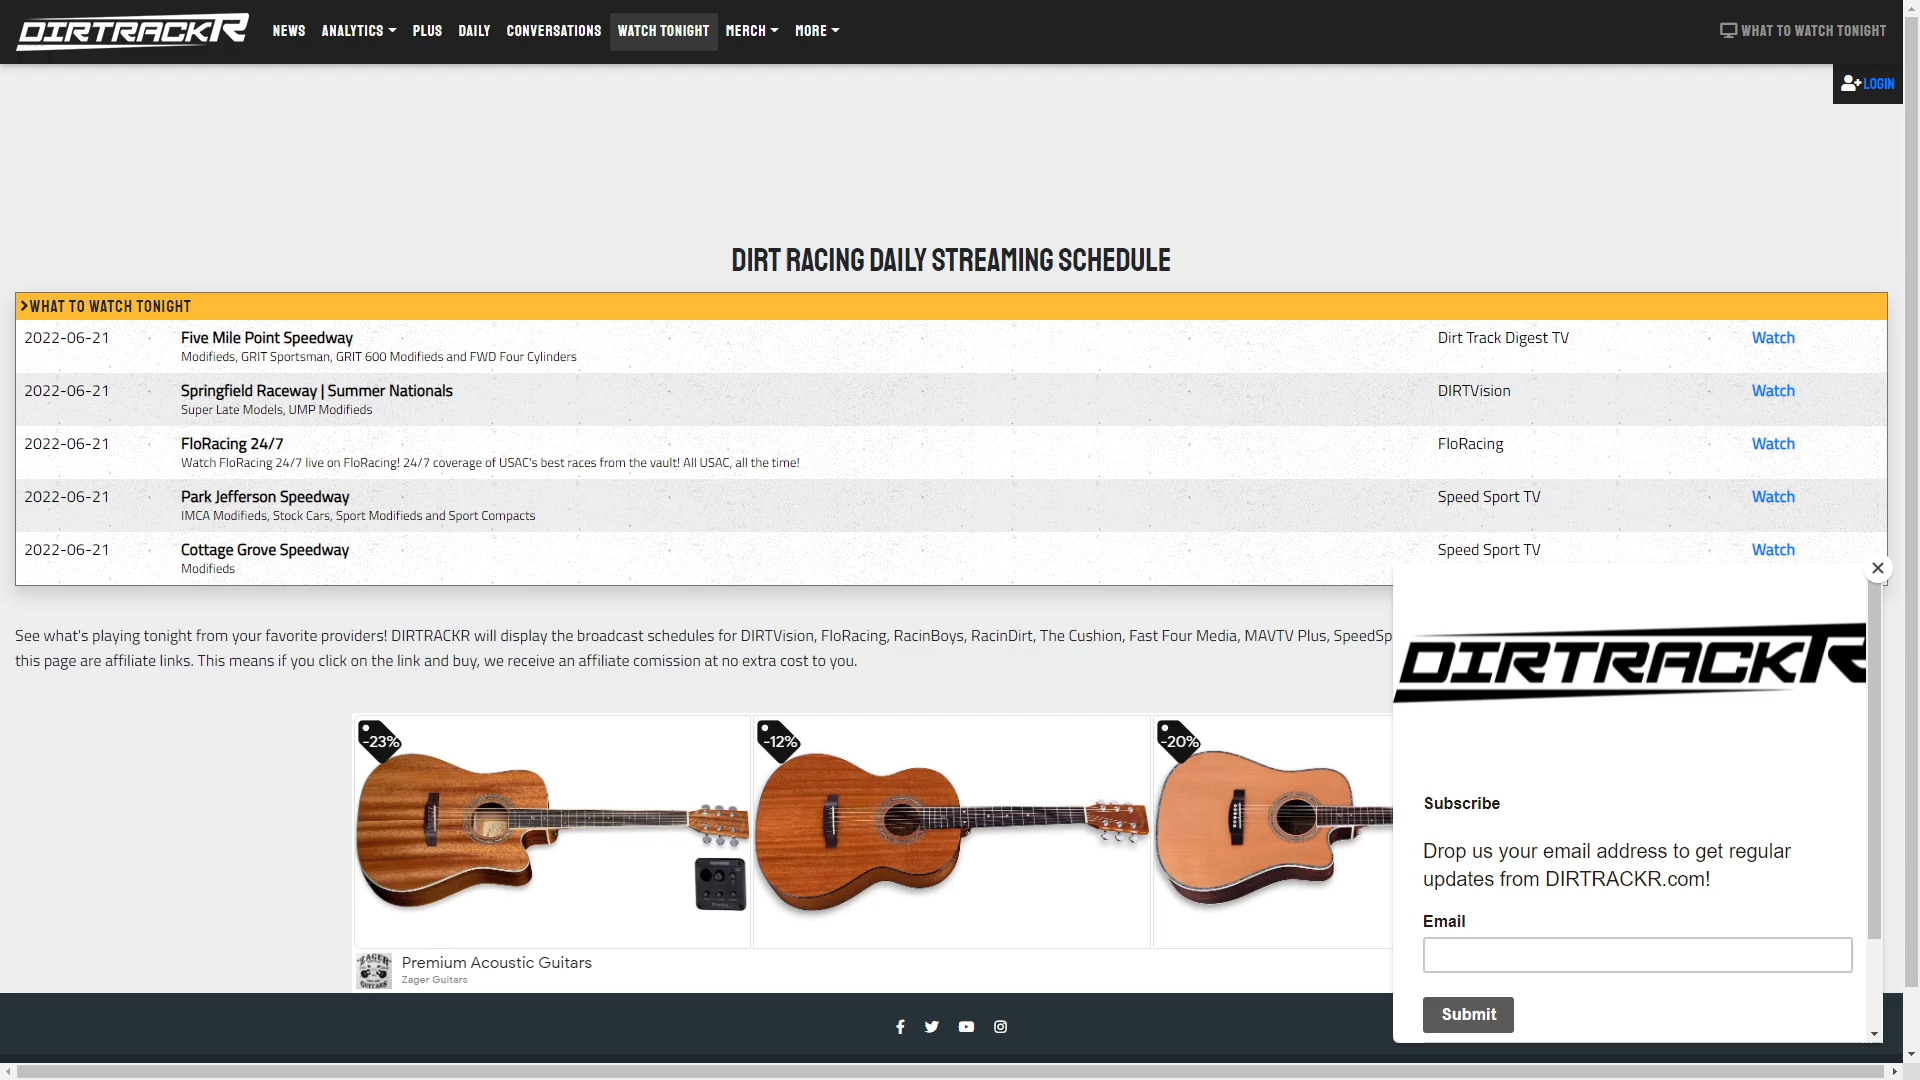 DIRTRACKR NEWS ANALYTICS PLUS DAILY CONVERSATIONS WATCH TONIGHT MERCH MORE WHAT TO WATCH TONIGHT
LOGIN
DIRT RACING DAILY STREAMING SCHEDULE
>WHAT TO WATCH TONIGHT
2022-06-21 Five Mile Point Speedway Dirt Track Digest TV Watch
Modifieds, GRIT Sportsman, GRIT 600 Modifieds and FWD Four Cylinders
2022-06-21 Springfield Raceway | Summer Nationals DIRTVision Watch
Super Late Models, UMP Modifieds
2022-06-21 FloRacing 24/7 FloRacing Watch
Watch FloRacing 24/7 live on FloRacing! 24/7 coverage of USAC's best races from the vault! All USAC, all the time!
2022-06-21 Park Jefferson Speedway Speed Sport TV Watch
IMCA Modifieds, Stock Cars, Sport Modifieds and Sport Compacts
2022-06-21 Cottage Grove Speedway Speed Sport TV Watch
Modifieds
See what's playing tonight from your favorite providers! DIRTRACKR will display the broadcast schedules for DIRTVision, FloRacing, RacinBoys, RacinDirt, The Cushion, Fast Four Media, MAVTV Plus, SpeedSp
this page are affiliate links. This means if you click on the link and buy, we receive an affiliate comission at no extra cost to you.
-23% -12% -20%
ZAGER
GUITARS
Premium Acoustic Guitars
Zager Guitars
DIRTRACKR
Subscribe
Drop us your email address to get regular
updates from DIRTRACKR.com!
Email
Submit